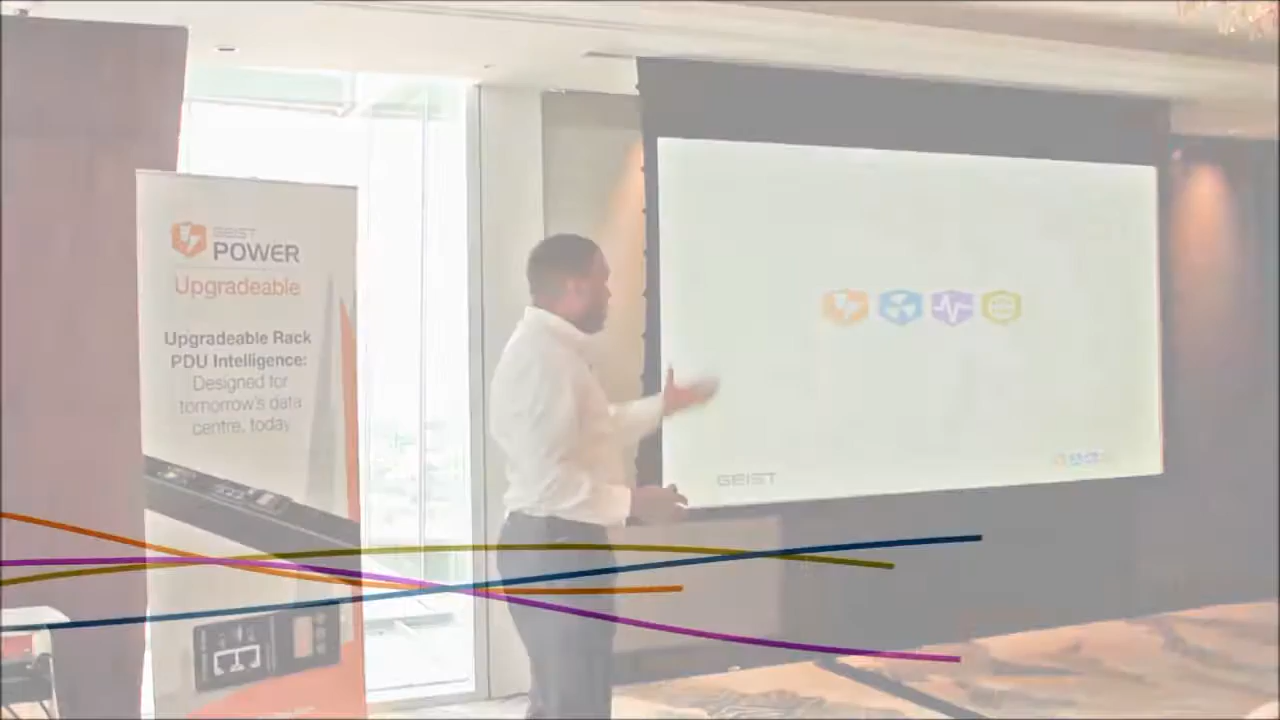 GEIST
POWER
Upgradeable
Upgradeable Rack
PDU Intelligence:
Designed for
tomorrow's data
centre, today
GEIST